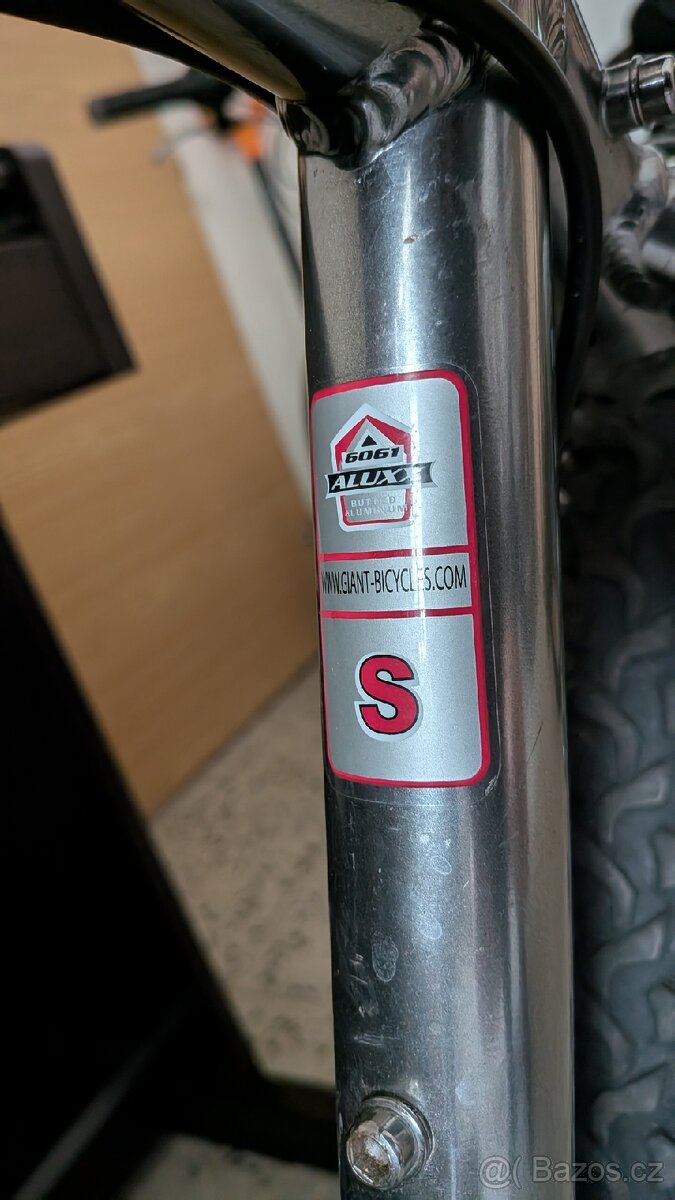 6061
ALUXX
BUTTED
ALUMINUM
WWW.GIANT-BICYCLES.COM
S
@( Bazos.cz